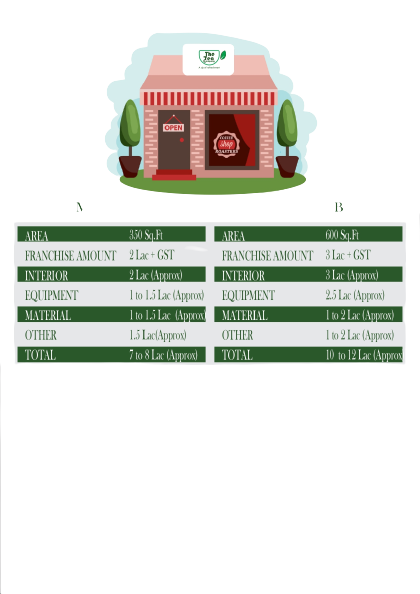 The
Tea
OPEN
COFFEE
shop
ROASTERS
A
B
AREA 350 Sq.Ft
FRANCHISE AMOUNT 2 Lac + GST
INTERIOR 2 Lac (Approx)
EQUIPMENT 1 to 1.5 Lac (Approx)
MATERIAL 1 to 1.5 Lac (Approx)
OTHER 1.5 Lac(Approx)
TOTAL 7 to 8 Lac (Approx)
AREA 600 Sq.Ft
FRANCHISE AMOUNT 3 Lac + GST
INTERIOR 3 Lac (Approx)
EQUIPMENT 2.5 Lac (Approx)
MATERIAL 1 to 2 Lac (Approx)
OTHER 1 to 2 Lac (Approx)
TOTAL 10 to 12 Lac (Approx